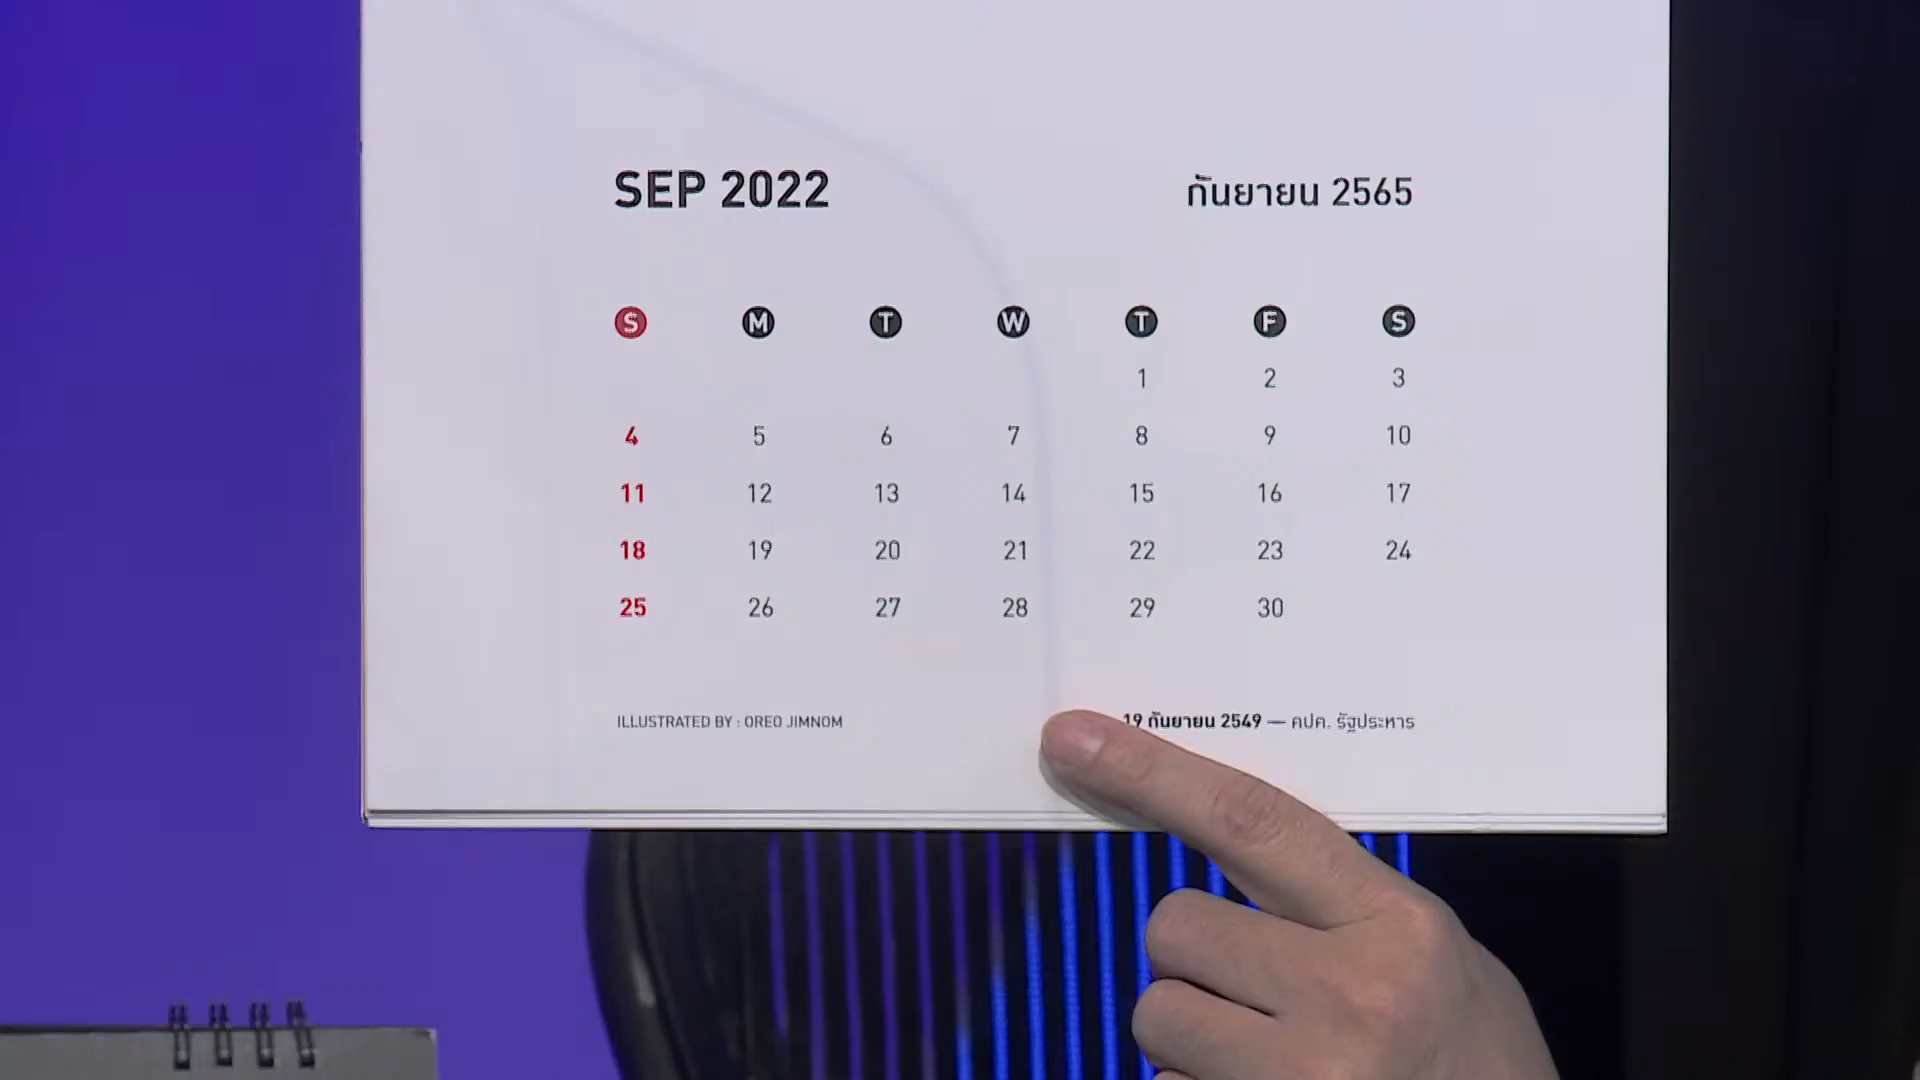 SEP 2022
กันยายน 2565
S M T W T F S
1 2 3
4 5 6 7 8 9 10
11 12 13 14 15 16 17
18 19 20 21 22 23 24
25 26 27 28 29 30
ILLUSTRATED BY : OREO JIMNOM
19 กันยายน 2549 — คปค. รัฐประหาร